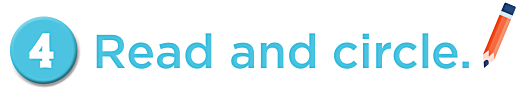 4 Read and circle.